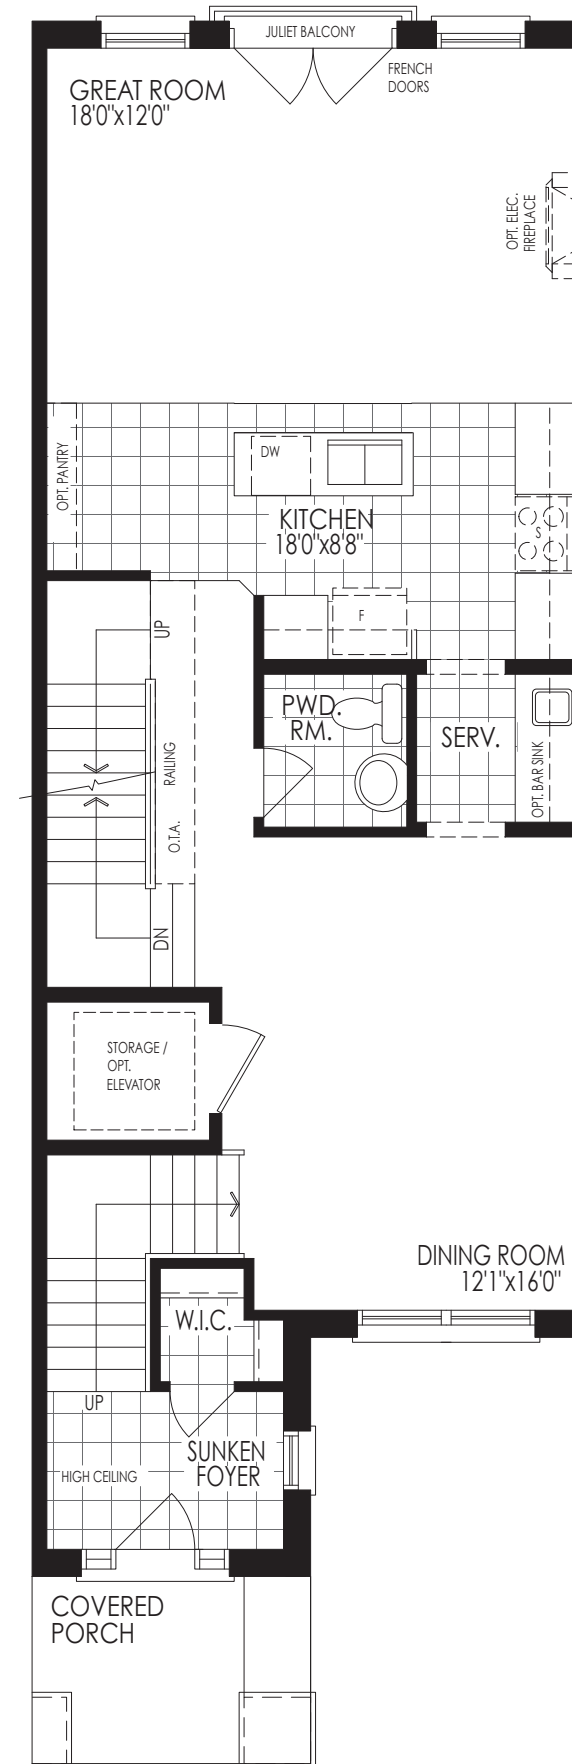 JULIET BALCONY
FRENCH
DOORS
GREAT ROOM
18'0"x12'0"
OPT. ELEC.
FIREPLACE
OPT. PANTRY
DW
KITCHEN
18'0"x8'8"
S
F
UP
PWD.
RM.
SERV.
OPT. BAR SINK
RAILING
O.T.A.
DN
STORAGE /
OPT.
ELEVATOR
DINING ROOM
12'1"x16'0"
W.I.C.
UP
SUNKEN
FOYER
HIGH CEILING
COVERED
PORCH